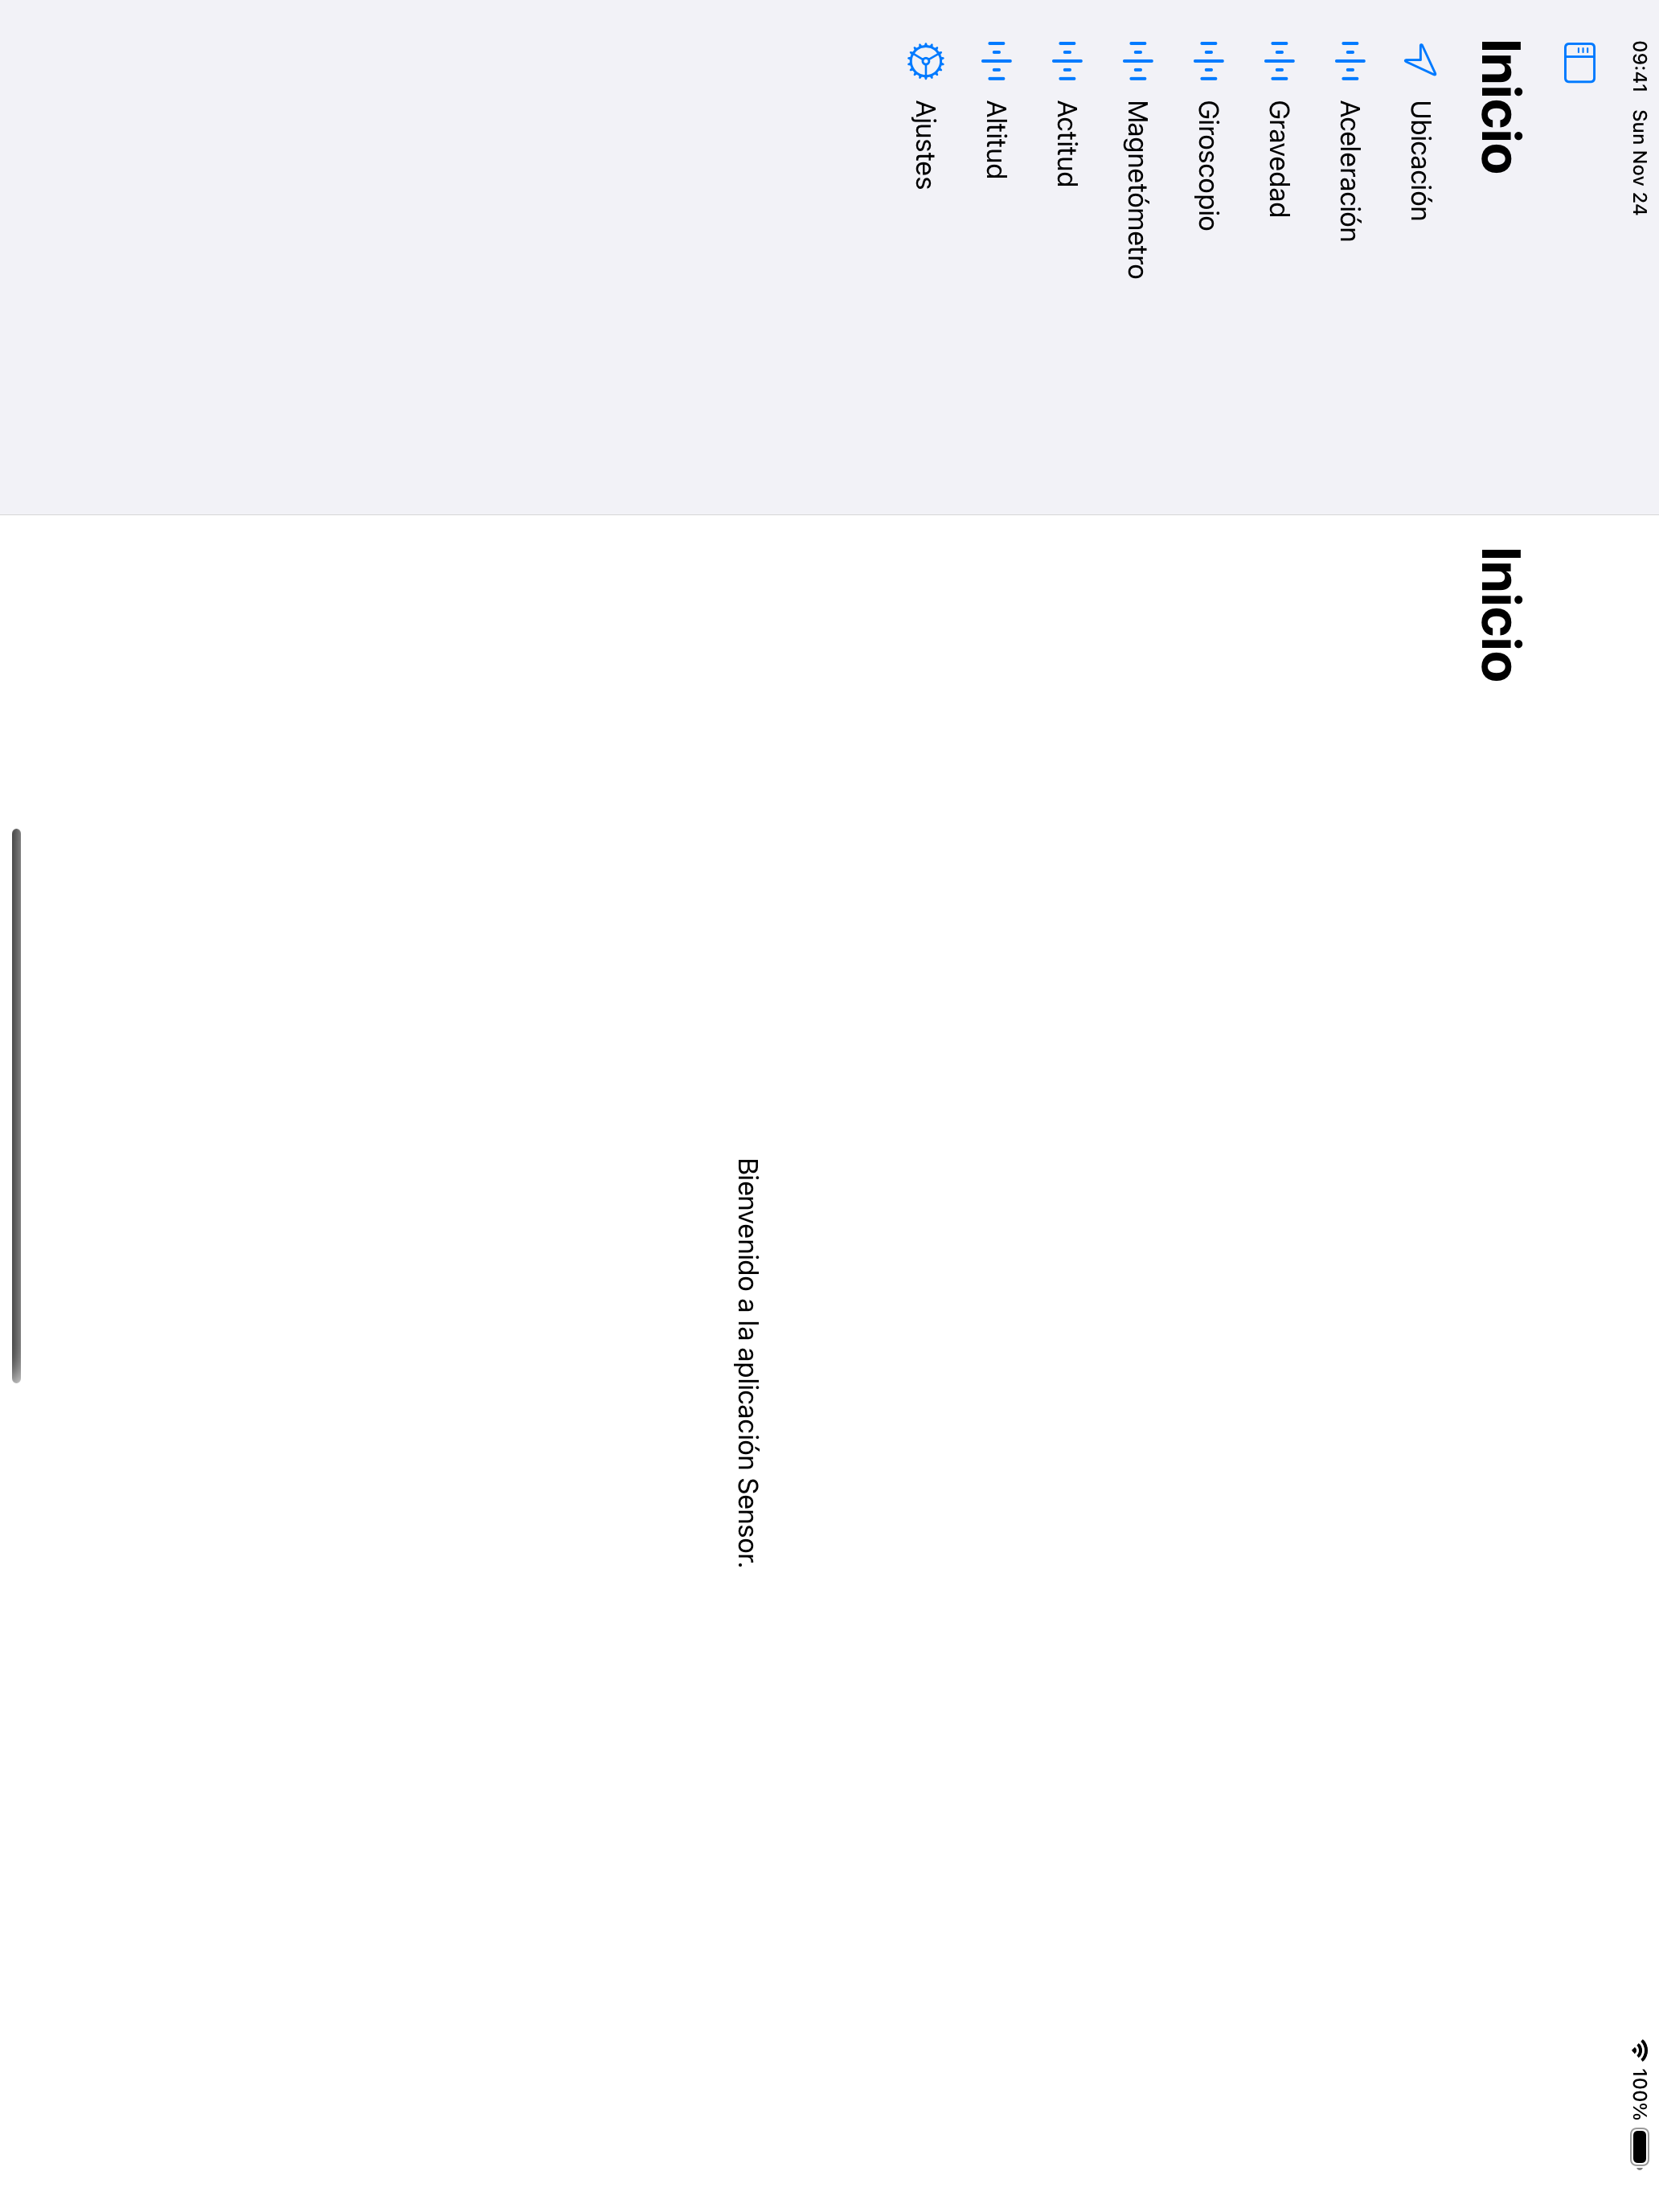 09:41 Sun Nov 24
100%
Inicio
Ubicación
Aceleración
Gravedad
Giroscopio
Magnetómetro
Actitud
Altitud
Ajustes
Inicio
Bienvenido a la aplicación Sensor.